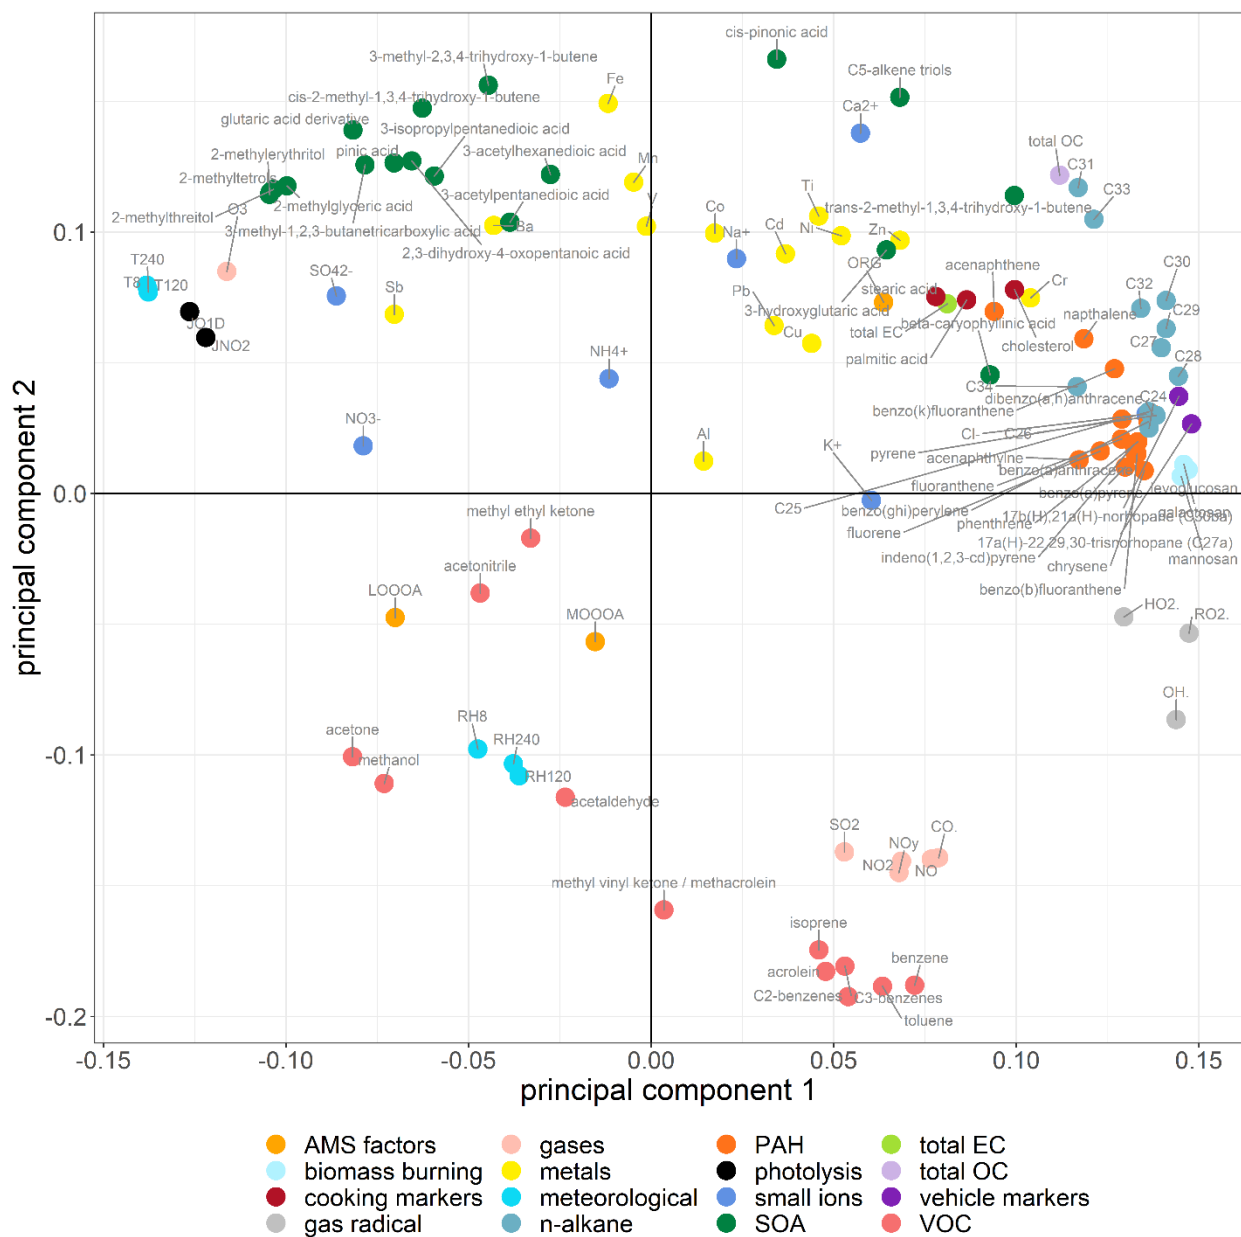 cis-pinonic acid
3-methyl-2,3,4-trihydroxy-1-butene
C5-alkene triols
Fe
cis-2-methyl-1,3,4-trihydroxy-1-butene
Ca2+
glutaric acid derivative
3-isopropylpentanedioic acid
total OC
2-methylerythritol
pinic acid
3-acetylhexanedioic acid
Mn
C31
2-methyltetrols
3-acetylpentanedioic acid
Ti
C33
2-methylthreitol
O3
2-methylglyceric acid
V
Co
trans-2-methyl-1,3,4-trihydroxy-1-butene
3-methyl-1,2,3-butanetricarboxylic acid
Ba
Na+
Cd
Ni
Zn
0.1
2,3-dihydroxy-4-oxopentanoic acid
T240
SO42-
ORG
acenaphthene
C30
T8
T120
Sb
Pb
stearic acid
Cr
C32
C29
3-hydroxyglutaric acid
napthalene
JO1D
beta-caryophyllinic acid
Cu
total EC
JNO2
NH4+
palmitic acid
cholesterol
C27
C28
C34
dibenzo(a,h)anthracene
C24
benzo(k)fluoranthene
NO3-
Al
K+
Cl-
C26
pyrene
acenaphthylne
benzo(a)anthracene
fluoranthene
levoglucosan
benzo(a)pyrene
0.0
C25
benzo(ghi)perylene
17b(H),21a(H)-norhopane (C30ba)
galactosan
phenthrene
fluorene
methyl ethyl ketone
17a(H)-22,29,30-trisnorhopane (C27a)
indeno(1,2,3-cd)pyrene
mannosan
acetonitrile
chrysene
LOOOA
benzo(b)fluoranthene
MOOOA
HO2.
RO2.
OH.
acetone
RH8
RH240
methanol
RH120
-0.1
acetaldehyde
SO2
NOy
CO.
NO2
NO
methyl vinyl ketone / methacrolein
isoprene
benzene
acrolein
C2-benzenes
C3-benzenes
toluene
-0.2
principal component 2
-0.15 -0.10 -0.05 0.00 0.05 0.10 0.15
principal component 1
AMS factors gases PAH total EC
biomass burning metals photolysis total OC
cooking markers meteorological small ions vehicle markers
gas radical n-alkane SOA VOC